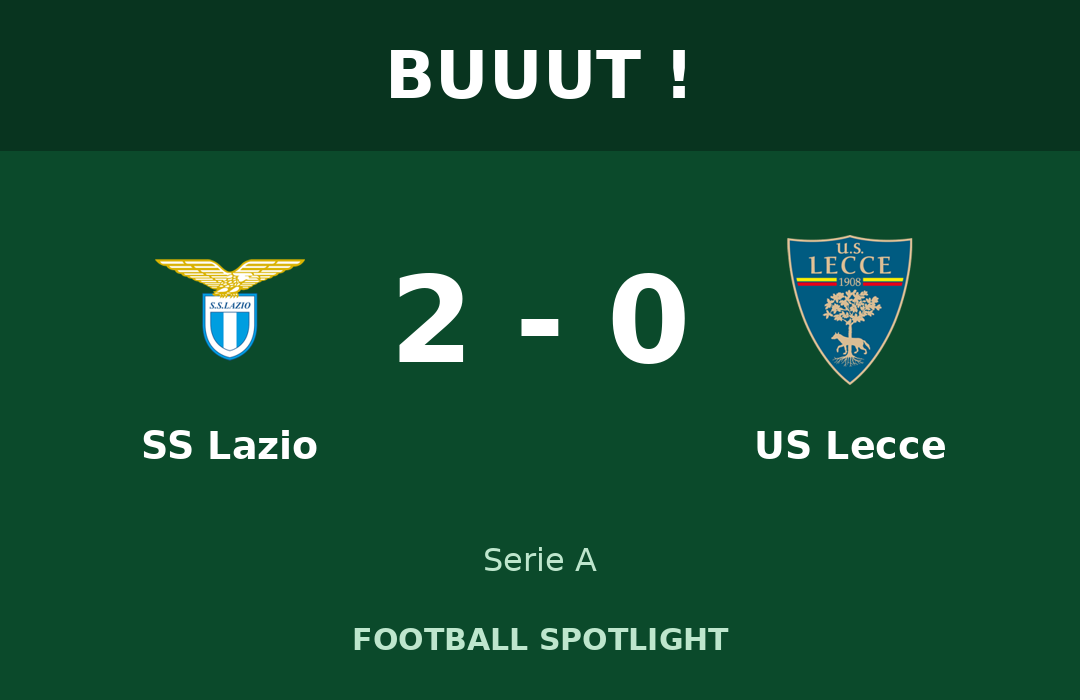 BUUUT !
S.S.LAZIO
U.S.
LECCE
1908
2 - 0
SS Lazio
US Lecce
Serie A
FOOTBALL SPOTLIGHT